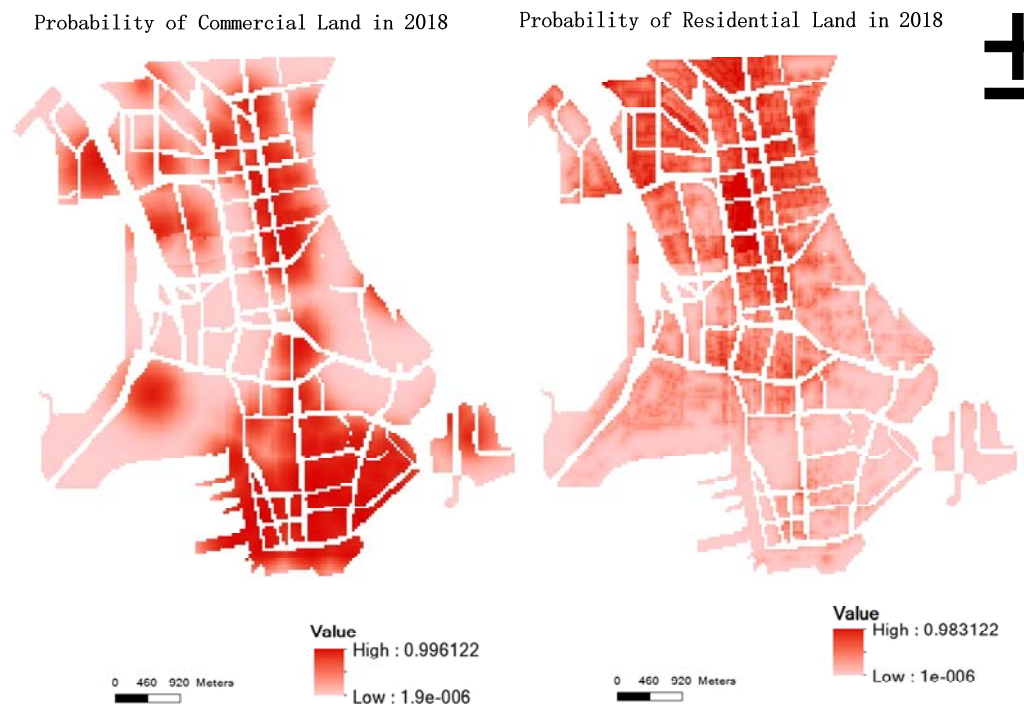 Probability of Commercial Land in 2018
Probability of Residential Land in 2018
Value
High : 0.996122
Low : 1.9e-006
0 460 920 Meters
Value
High : 0.983122
Low : 1e-006
0 460 920 Meters